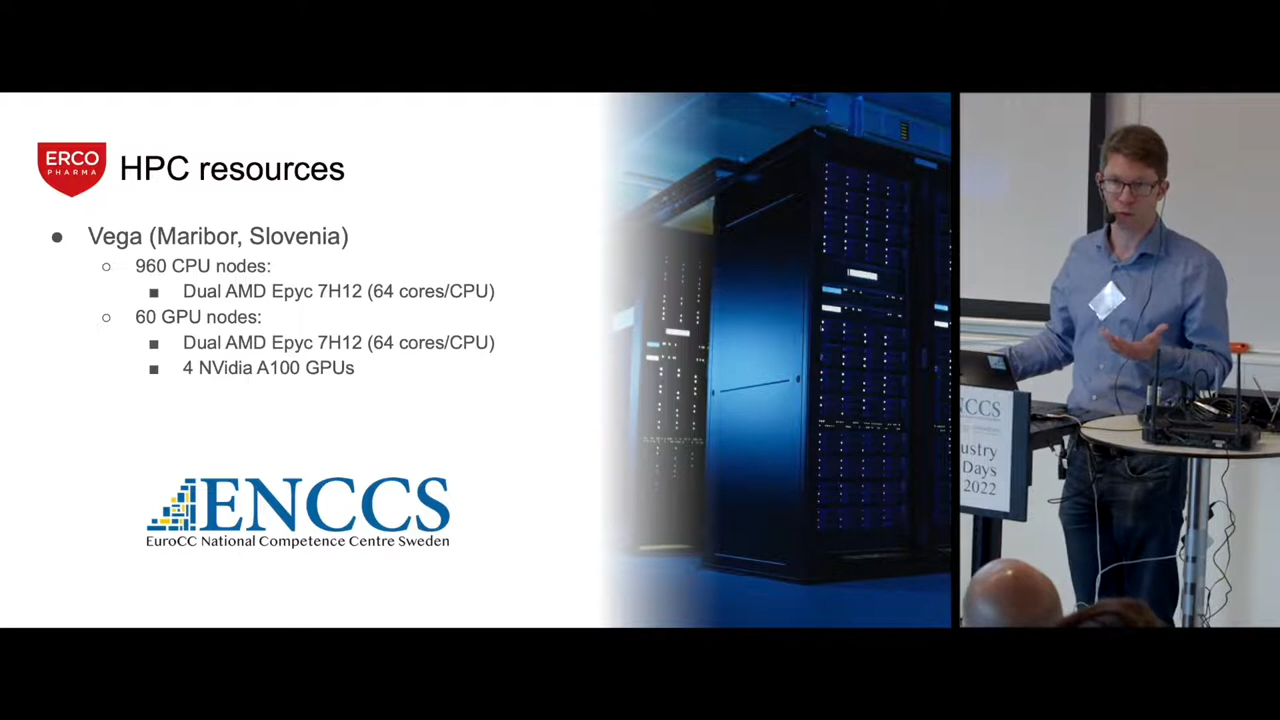 ERCO
PHARMA
HPC resources
● Vega (Maribor, Slovenia)
○ 960 CPU nodes:
■ Dual AMD Epyc 7H12 (64 cores/CPU)
○ 60 GPU nodes:
■ Dual AMD Epyc 7H12 (64 cores/CPU)
■ 4 NVidia A100 GPUs
ENCCS
EuroCC National Competence Centre Sweden
NCCS
ustry
Days
2022